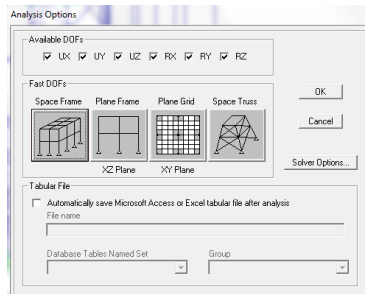 Analysis Options
Available DOFs
UX UY UZ RX RY RZ
Fast DOFs
Space Frame Plane Frame Plane Grid Space Truss
XZ Plane XY Plane
OK
Cancel
Solver Options...
Tabular File
Automatically save Microsoft Access or Excel tabular file after analysis
File name
Database Tables Named Set Group